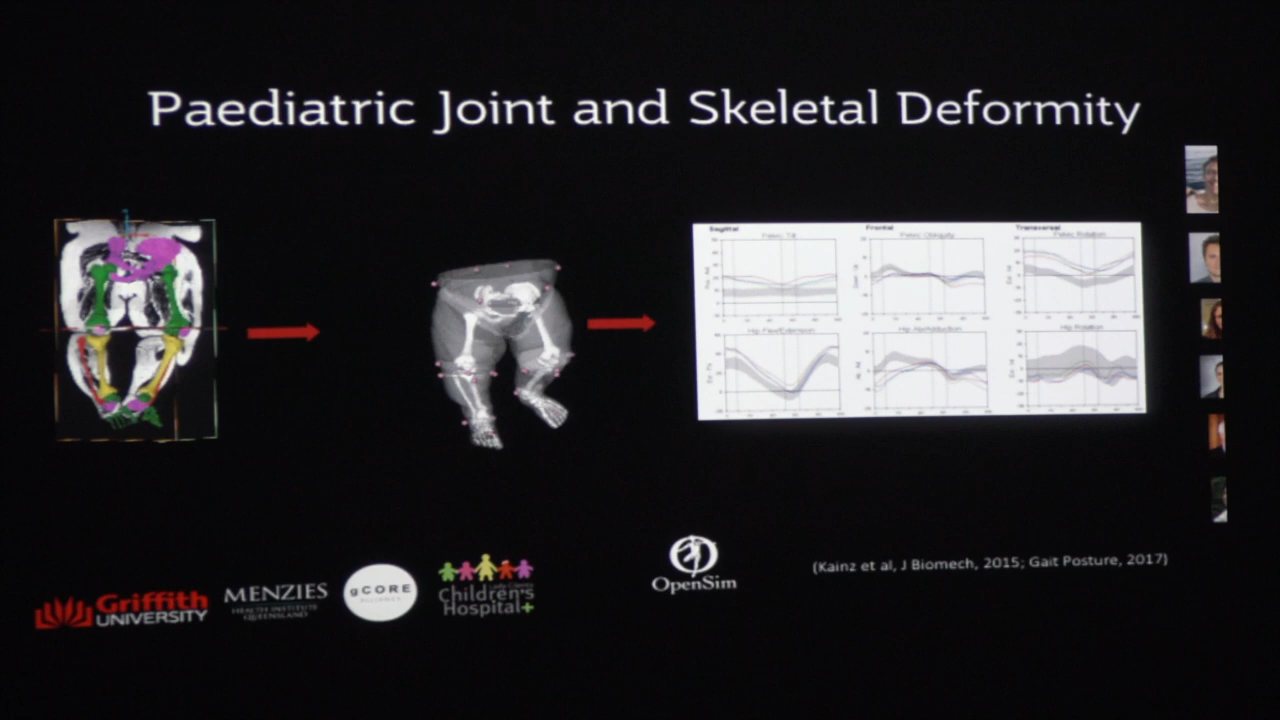 Paediatric Joint and Skeletal Deformity
Sagittal
Frontal
Transversal
Pelvic Tilt
Pelvic Obliquity
Pelvic Rotation
Hip Flex/Extension
Hip Ab/Adduction
Hip Rotation
OpenSim
(Kainz et al, J Biomech, 2015; Gait Posture, 2017)
Griffith
UNIVERSITY
MENZIES
HEALTH INSTITUTE
QUEENSLAND
gCORE
ALLIANCE
Children's
Hospital+